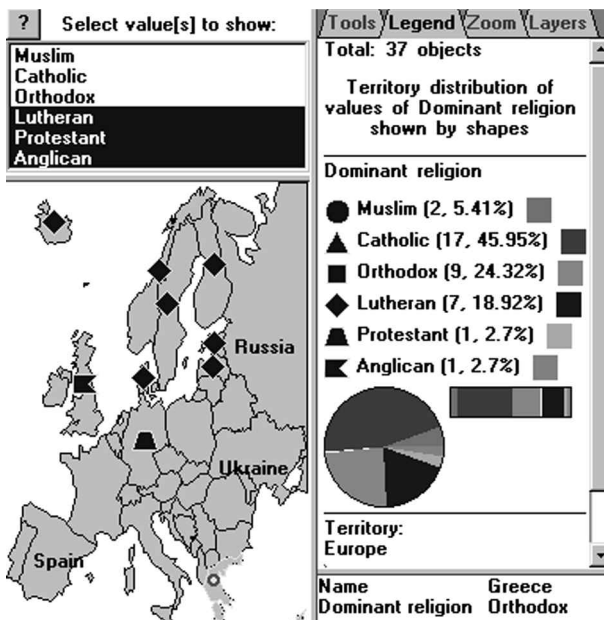 ? Select value[s] to show:
Muslim
Catholic
Orthodox
Lutheran
Protestant
Anglican
Russia
Ukraine
Spain
Tools Legend Zoom Layers
Total: 37 objects
Territory distribution of
values of Dominant religion
shown by shapes
Dominant religion
Muslim (2, 5.41%)
Catholic (17, 45.95%)
Orthodox (9, 24.32%)
Lutheran (7, 18.92%)
Protestant (1, 2.7%)
Anglican (1, 2.7%)
Territory:
Europe
Name Greece
Dominant religion Orthodox